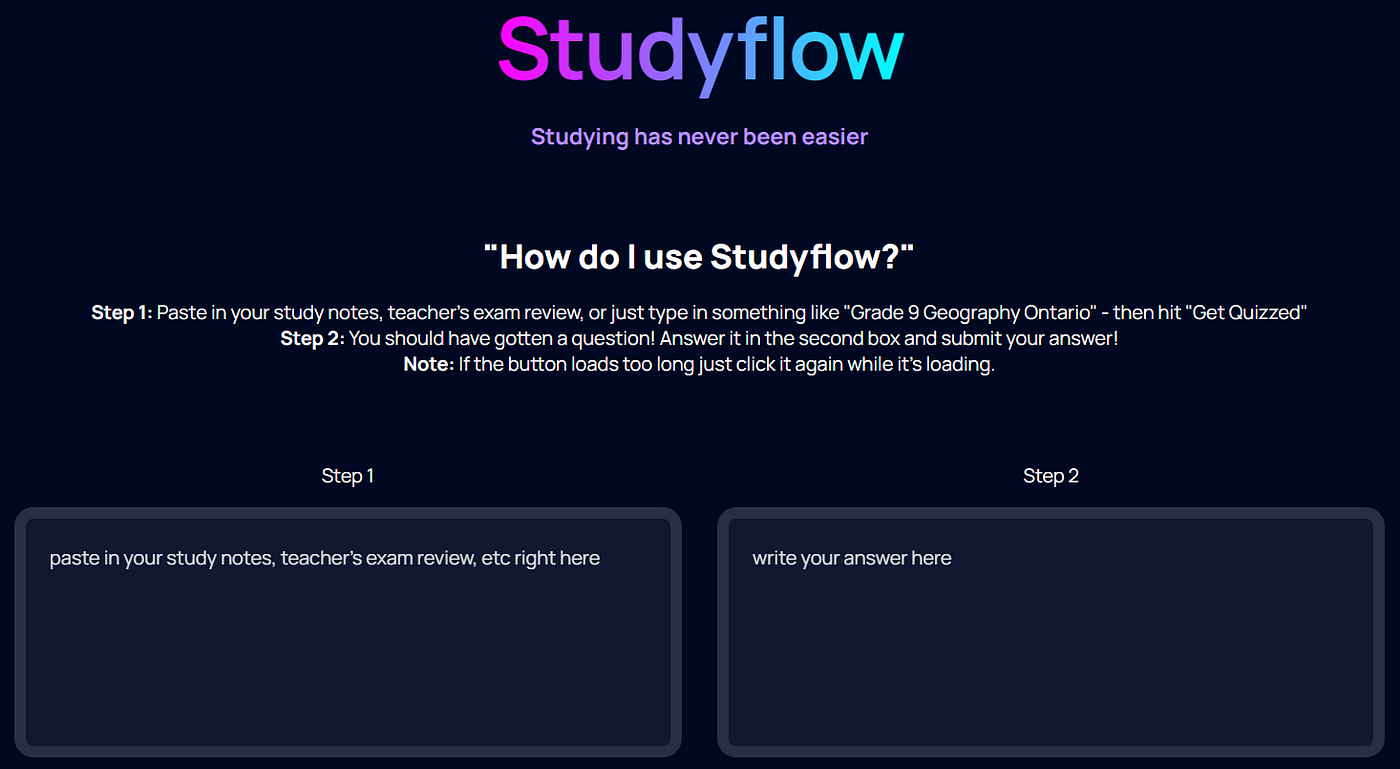 Studyflow
Studying has never been easier
"How do I use Studyflow?"
Step 1: Paste in your study notes, teacher's exam review, or just type in something like "Grade 9 Geography Ontario" - then hit "Get Quizzed"
Step 2: You should have gotten a question! Answer it in the second box and submit your answer!
Note: If the button loads too long just click it again while it's loading.
Step 1
Step 2
paste in your study notes, teacher's exam review, etc right here
write your answer here